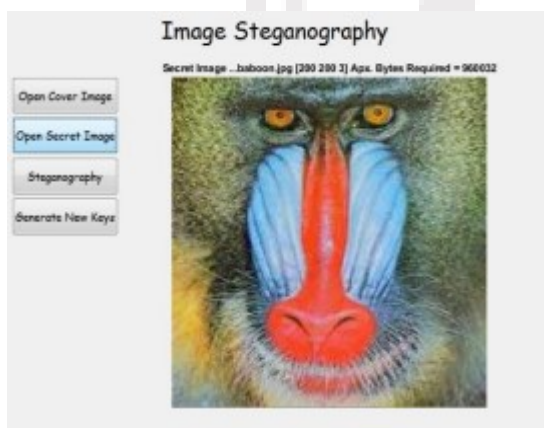 Image Steganography
Secret Image ...baboon.jpg [200 200 3] Aps. Bytes Required = 960032
Open Cover Image
Open Secret Image
Steganography
Generate New Keys